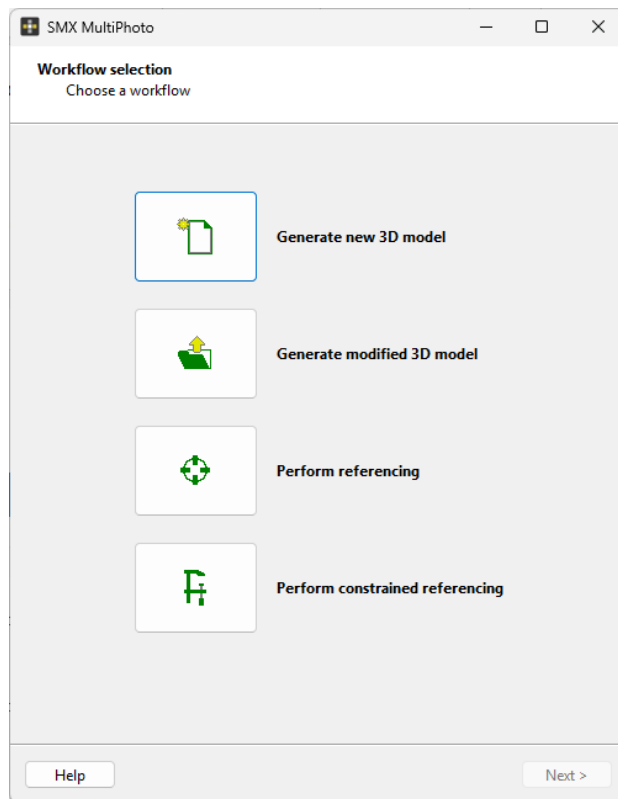 SMX MultiPhoto
Workflow selection
Choose a workflow
Generate new 3D model
Generate modified 3D model
Perform referencing
Perform constrained referencing
Help
Next >